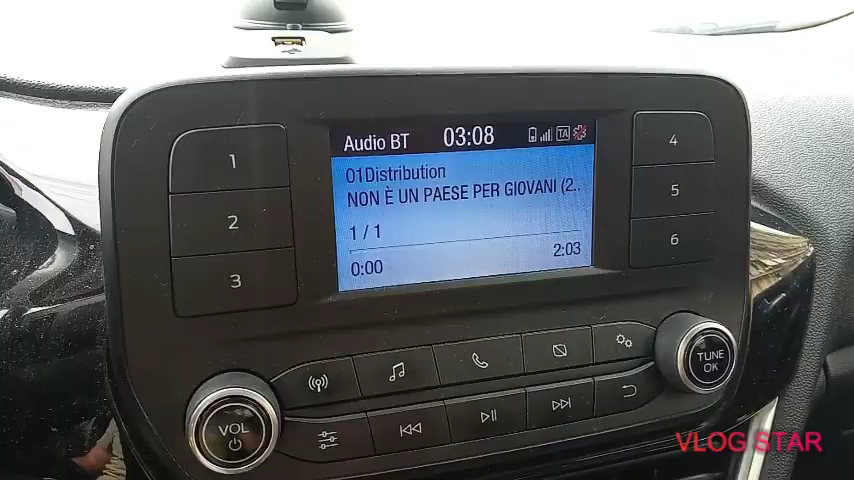 Audio BT 03:08 TA
01Distribution
NON È UN PAESE PER GIOVANI (2..
1 / 1
0:00 2:03
1
2
3
4
5
6
VOL
TUNE
OK
VLOG STAR